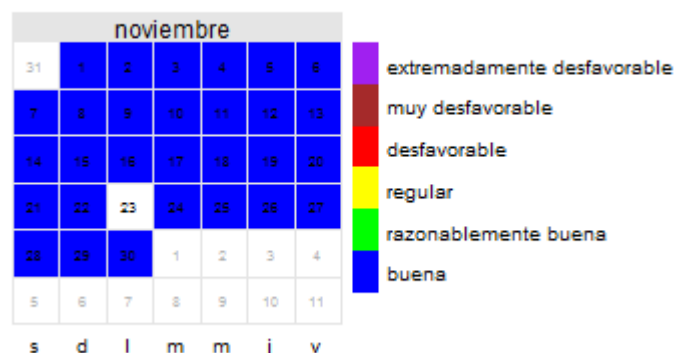 noviembre
31 1 2 3 4 5 6
7 8 9 10 11 12 13
14 15 16 17 18 19 20
21 22 23 24 25 26 27
28 29 30 1 2 3 4
5 6 7 8 9 10 11
s d l m m j v
extremadamente desfavorable
muy desfavorable
desfavorable
regular
razonablemente buena
buena